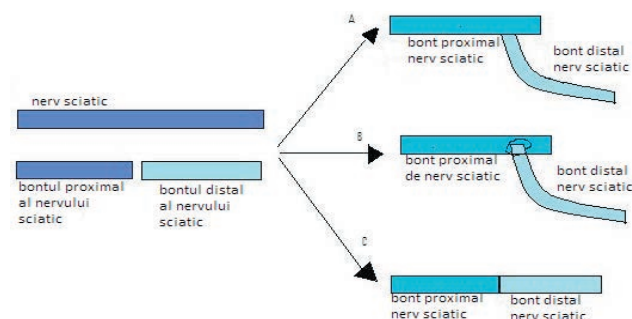 nerv sciatic
bontul proximal
al nervului
sciatic
bontul distal
al nervului
sciatic
A
bont proximal
nerv sciatic
bont distal
nerv sciatic
B
bont proximal
de nerv sciatic
bont distal
nerv sciatic
C
bont proximal
nerv sciatic
bont distal
nerv sciatic